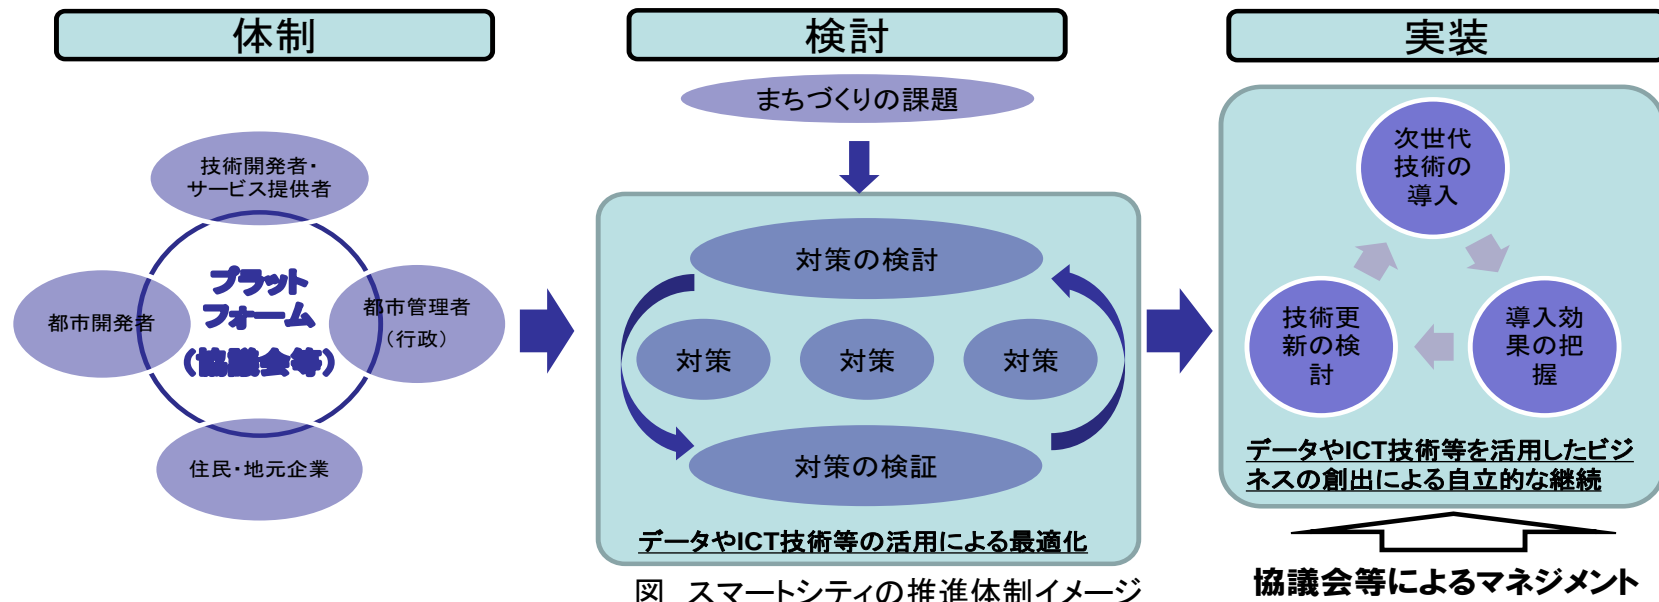 体制
技術開発者・
サービス提供者
都市開発者
プラット
フォーム
(協議会等)
都市管理者
（行政）
住民・地元企業
検討
まちづくりの課題
対策の検討
対策
対策
対策
対策の検証
データやICT技術等の活用による最適化
図　スマートシティの推進体制イメージ
実装
次世代
技術の
導入
技術更
新の検
討
導入効
果の把
握
データやICT技術等を活用したビジ
ネスの創出による自立的な継続
協議会等によるマネジメント